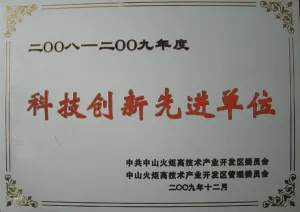 二〇〇八—二〇〇九年度
科技创新先进单位
中共中山火炬高技术产业开发区委员会
中山火炬高技术产业开发区管理委员会
二〇〇九年十二月